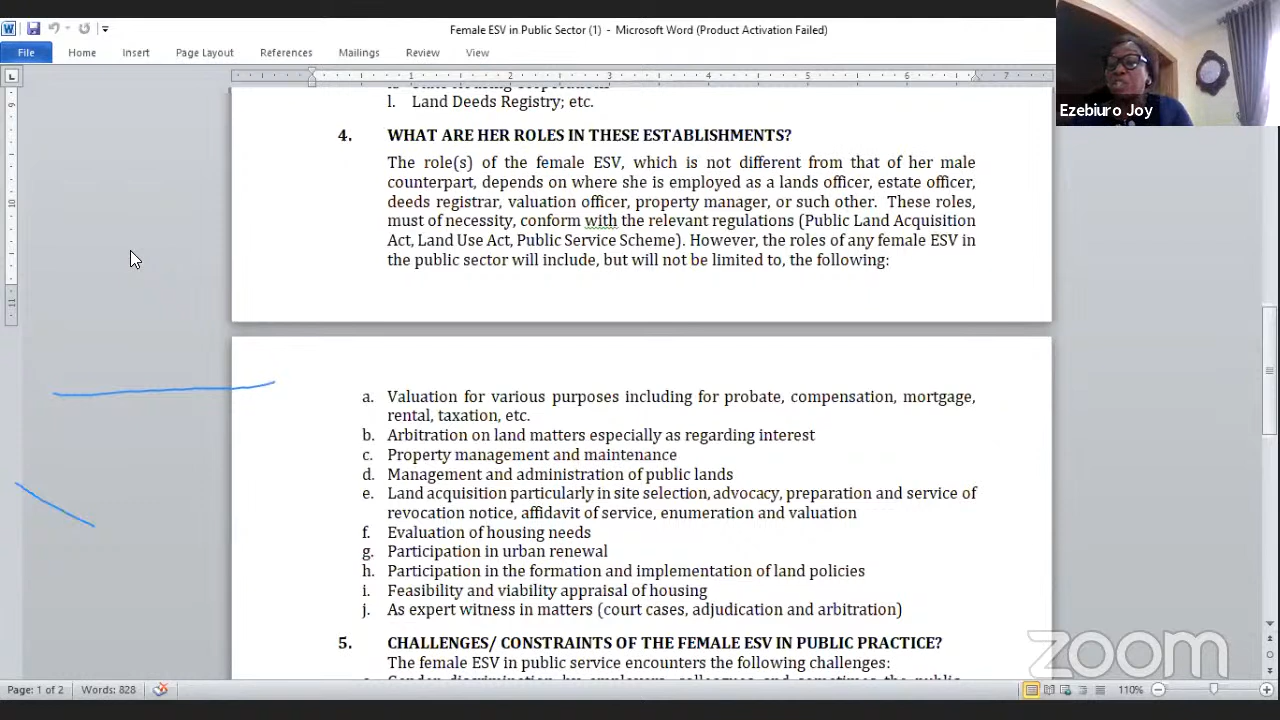 Female ESV in Public Sector (1) - Microsoft Word (Product Activation Failed)
File Home Insert Page Layout References Mailings Review View
Ezebiuro Joy
l. Land Deeds Registry; etc.
4. WHAT ARE HER ROLES IN THESE ESTABLISHMENTS?
The role(s) of the female ESV, which is not different from that of her male
counterpart, depends on where she is employed as a lands officer, estate officer,
deeds registrar, valuation officer, property manager, or such other. These roles,
must of necessity, conform with the relevant regulations (Public Land Acquisition
Act, Land Use Act, Public Service Scheme). However, the roles of any female ESV in
the public sector will include, but will not be limited to, the following:
a. Valuation for various purposes including for probate, compensation, mortgage,
rental, taxation, etc.
b. Arbitration on land matters especially as regarding interest
c. Property management and maintenance
d. Management and administration of public lands
e. Land acquisition particularly in site selection, advocacy, preparation and service of
revocation notice, affidavit of service, enumeration and valuation
f. Evaluation of housing needs
g. Participation in urban renewal
h. Participation in the formation and implementation of land policies
i. Feasibility and viability appraisal of housing
j. As expert witness in matters (court cases, adjudication and arbitration)
5. CHALLENGES/ CONSTRAINTS OF THE FEMALE ESV IN PUBLIC PRACTICE?
The female ESV in public service encounters the following challenges:
zoom
Page: 1 of 2 Words: 828 110%